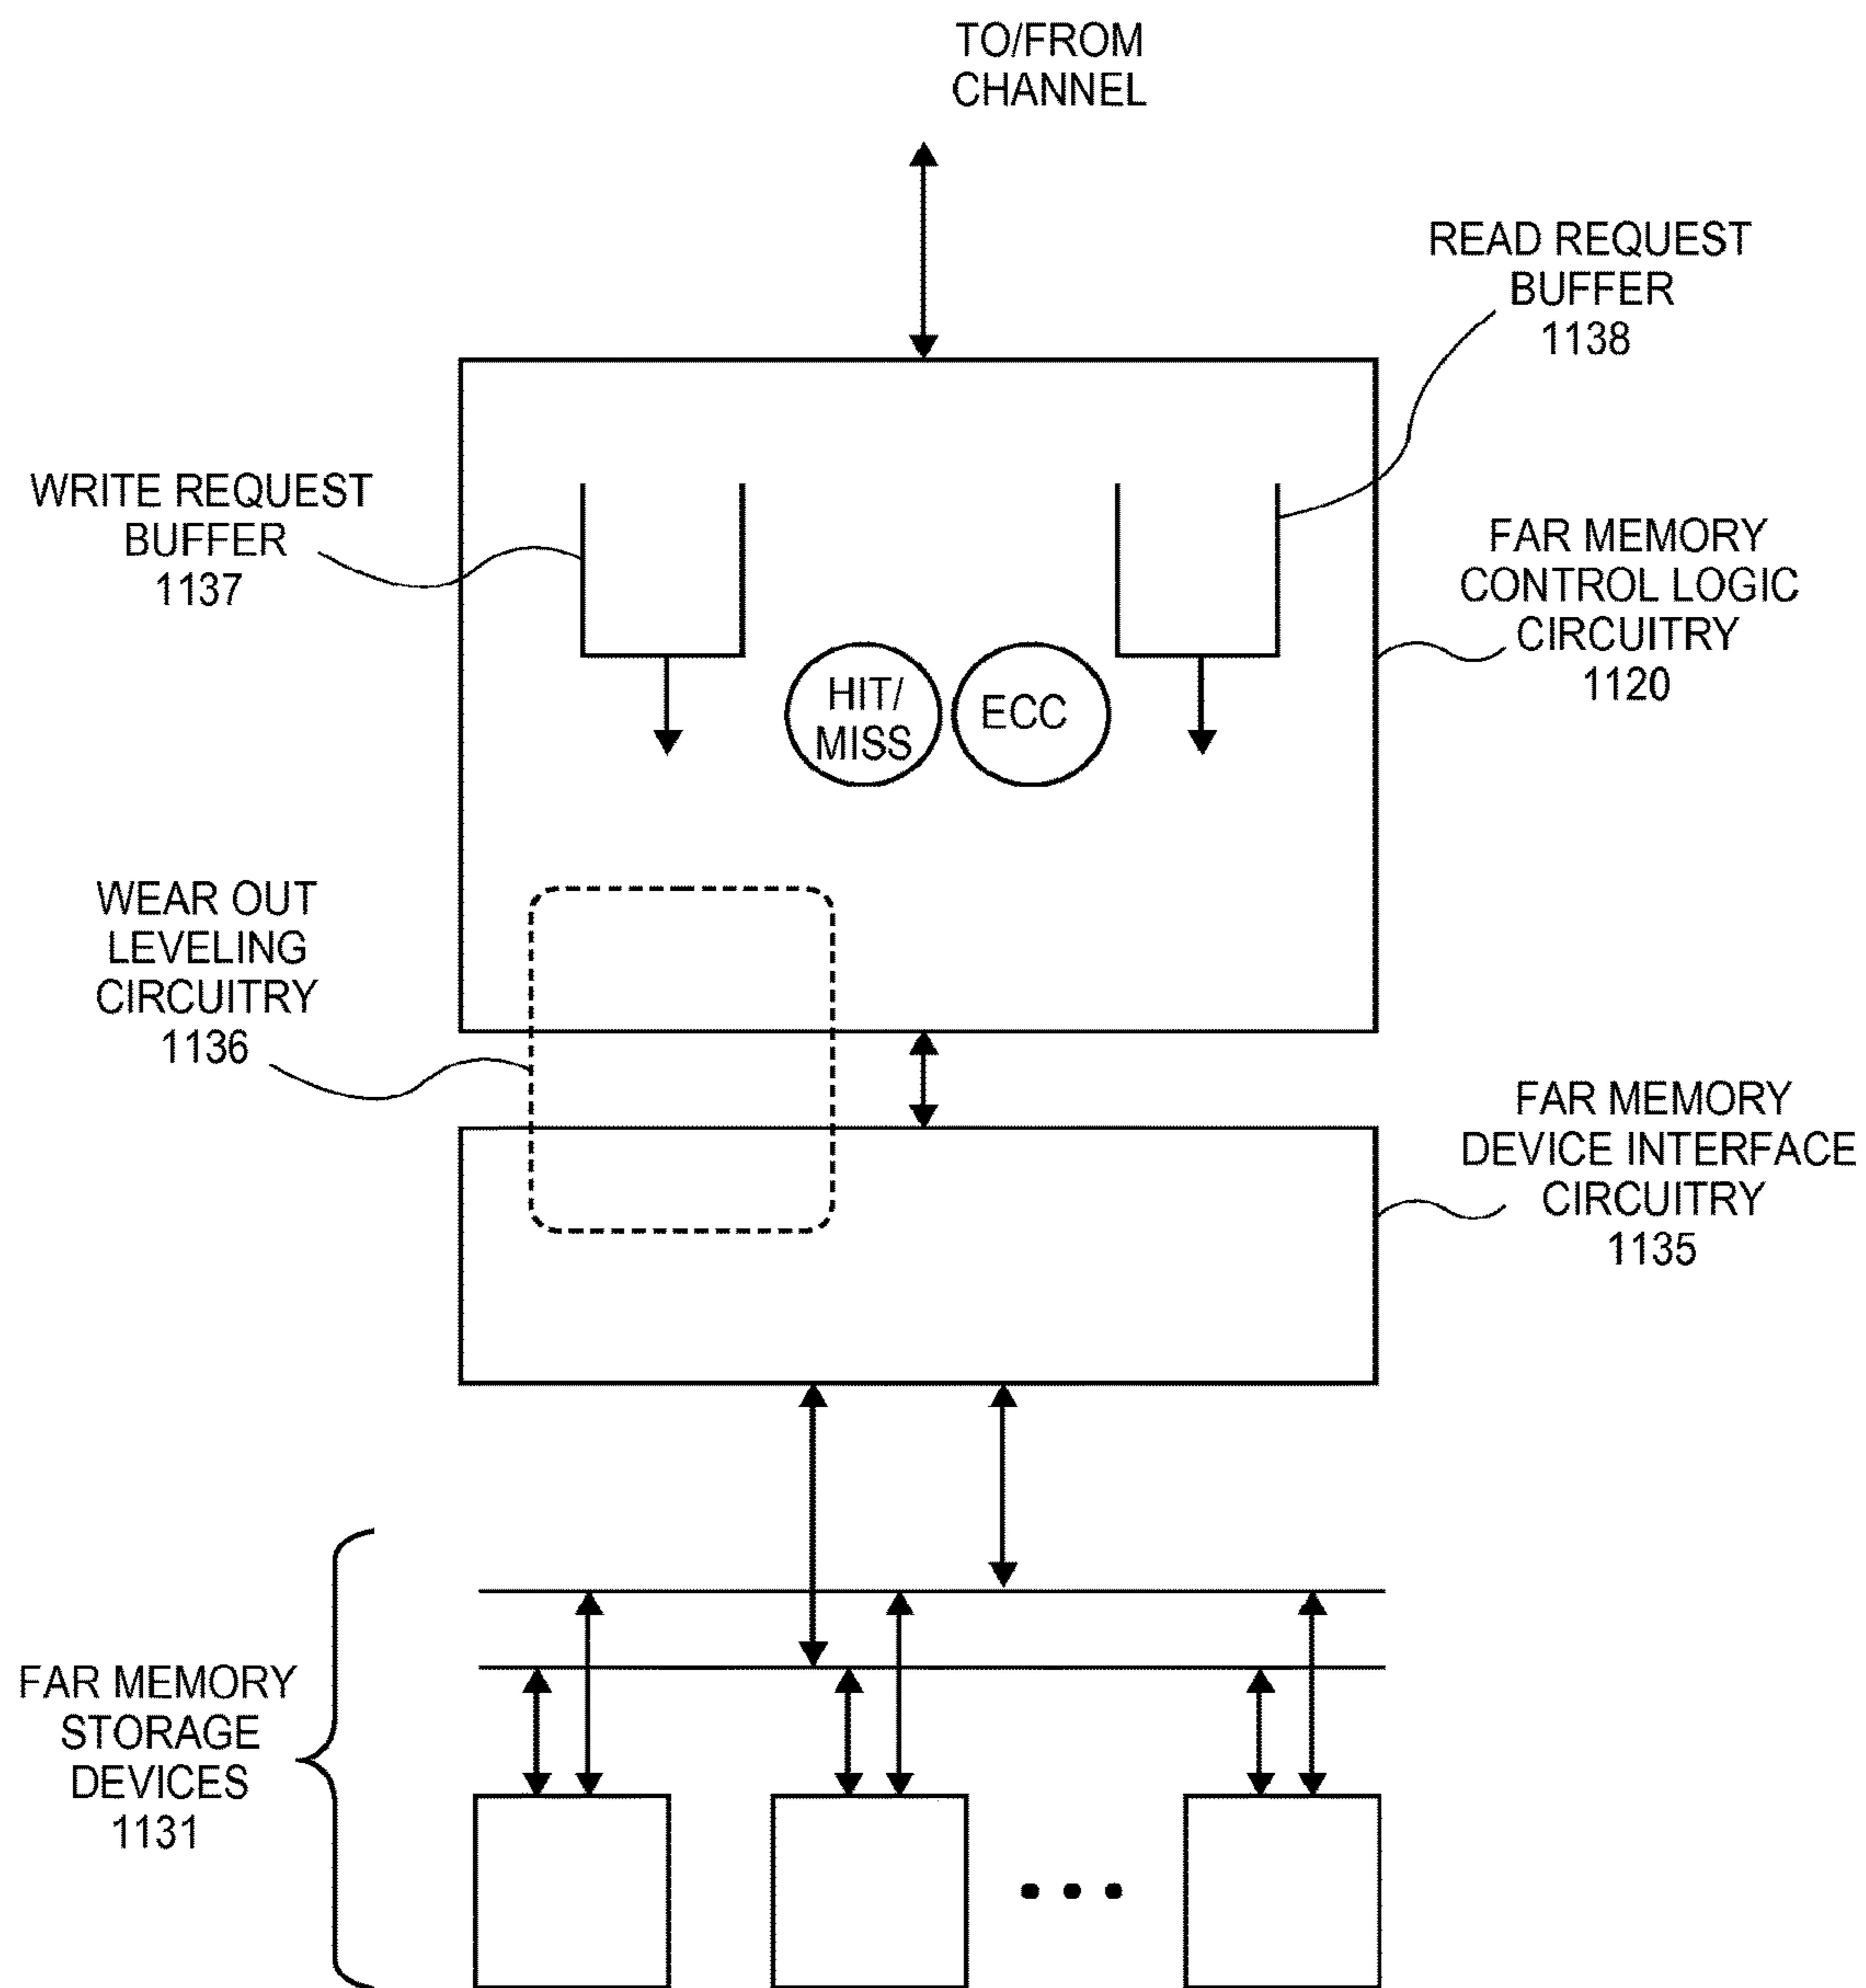 TO/FROM
CHANNEL
READ REQUEST
BUFFER
1138
WRITE REQUEST
BUFFER
1137
FAR MEMORY
CONTROL LOGIC
CIRCUITRY
1120
HIT/
MISS
ECC
WEAR OUT
LEVELING
CIRCUITRY
1136
FAR MEMORY
DEVICE INTERFACE
CIRCUITRY
1135
FAR MEMORY
STORAGE
DEVICES
1131